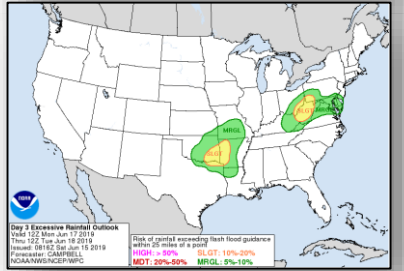 MRGL
SLGT
MRGL
SLGT
noaa
Day 3 Excessive Rainfall Outlook
Valid 12Z Mon Jun 17 2019
Thru 12Z Tue Jun 18 2019
Issued: 0816Z Sat Jun 15 2019
Forecaster: CAMPBELL
NOAA/NWS/NCEP/WPC
Risk of rainfall exceeding flash flood guidance
within 25 miles of a point
HIGH: > 50% SLGT: 10%-20%
MDT: 20%-50% MRGL: 5%-10%